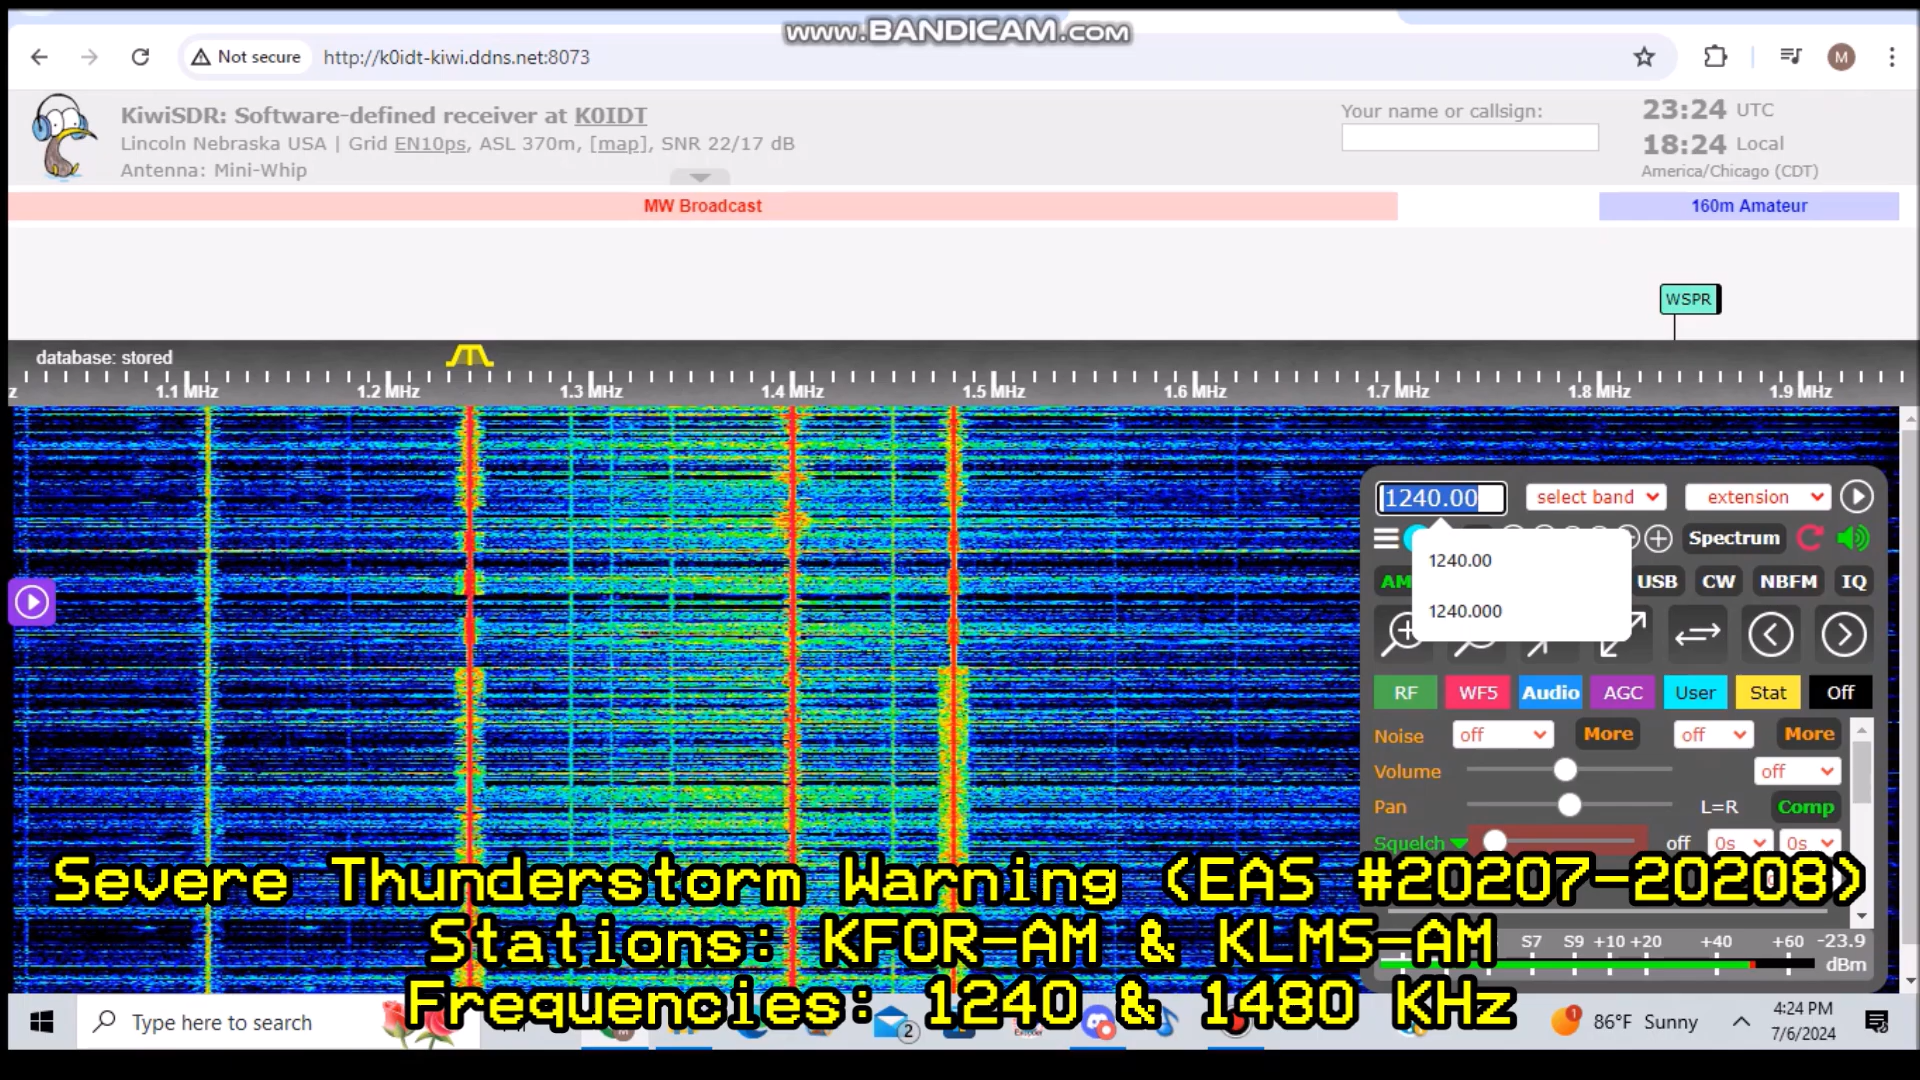 www.BANDICAM.com
Not secure
http://k0idt-kiwi.ddns.net:8073
M
KiwiSDR: Software-defined receiver at K0IDT
Lincoln Nebraska USA | Grid EN10ps, ASL 370m, [map], SNR 22/17 dB
Antenna: Mini-Whip
Your name or callsign:
23:24 UTC
18:24 Local
America/Chicago (CDT)
MW Broadcast
160m Amateur
WSPR
database: stored
z 1.1 MHz 1.2 MHz 1.3 MHz 1.4 MHz 1.5 MHz 1.6 MHz 1.7 MHz 1.8 MHz 1.9 MHz
1240.00 select band extension
Spectrum
1240.00
AM USB CW NBFM IQ
1240.000
RF WF5 Audio AGC User Stat Off
Noise off More off More
Volume off
Pan L=R Comp
Squelch off 0s 0s
Severe Thunderstorm Warning (EAS #20207-20208)
Stations: KFOR-AM & KLMS-AM
S7 S9 +10 +20 +40 +60 -23.9
dBm
Frequencies: 1240 & 1480 KHz
Type here to search
2
1
86°F Sunny
4:24 PM
7/6/2024